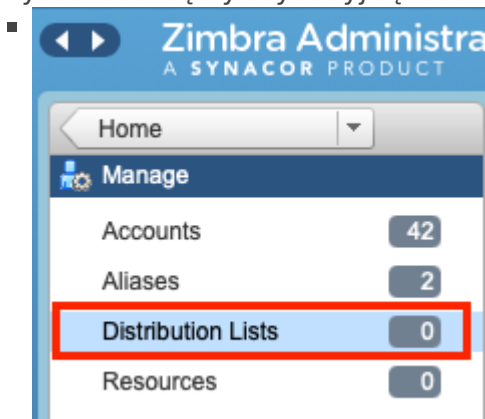 Zimbra Administra
A SYNACOR PRODUCT
Home
Manage
Accounts 42
Aliases 2
Distribution Lists 0
Resources 0